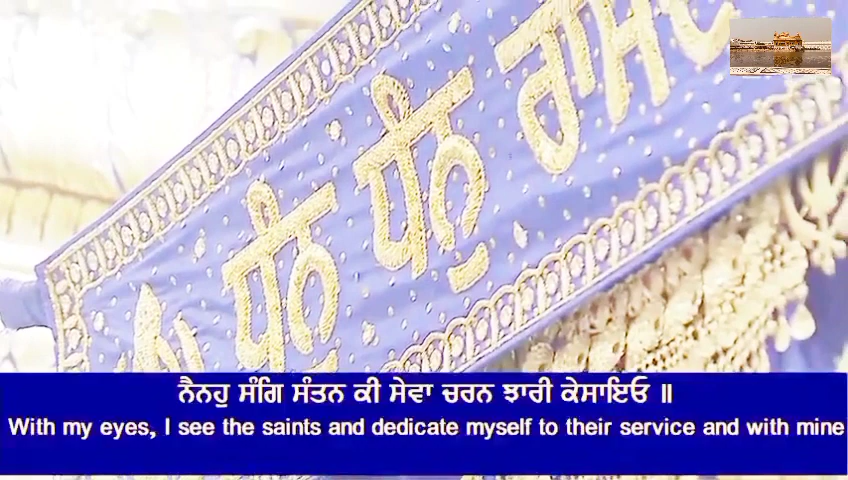 ਧੰਨ ਧੰਨੁ ਰਾਮ
ਨੈਨਹੁ ਸੰਗਿ ਸੰਤਨ ਕੀ ਸੇਵਾ ਚਰਨ ਝਾਰੀ ਕੇਸਾਇਓ ॥
With my eyes, I see the saints and dedicate myself to their service and with mine